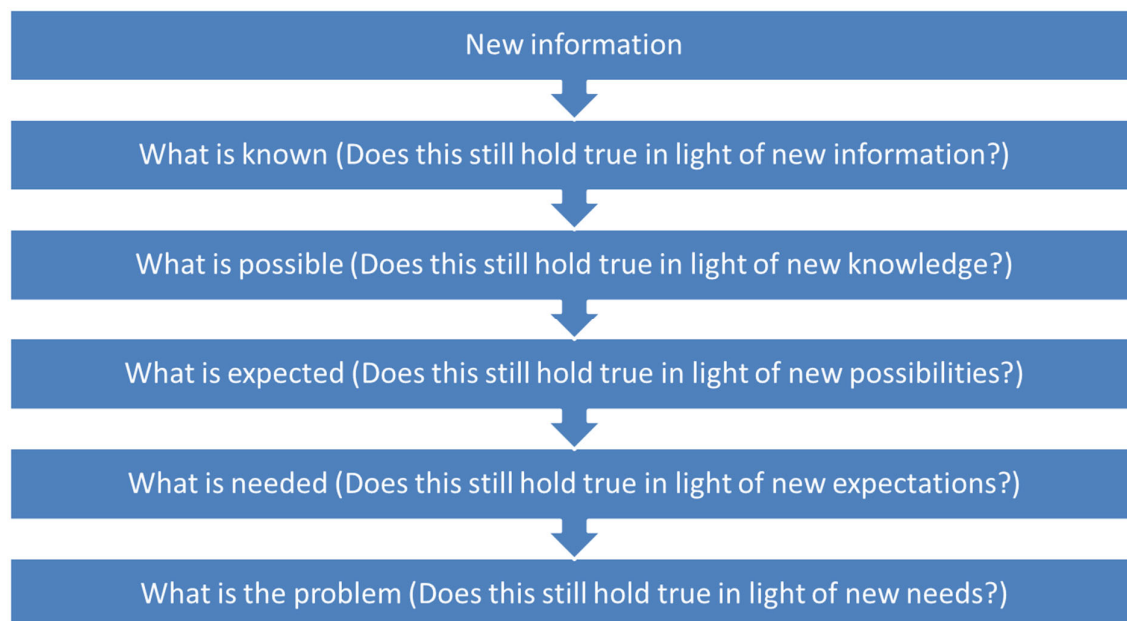 New information
What is known (Does this still hold true in light of new information?)
What is possible (Does this still hold true in light of new knowledge?)
What is expected (Does this still hold true in light of new possibilities?)
What is needed (Does this still hold true in light of new expectations?)
What is the problem (Does this still hold true in light of new needs?)